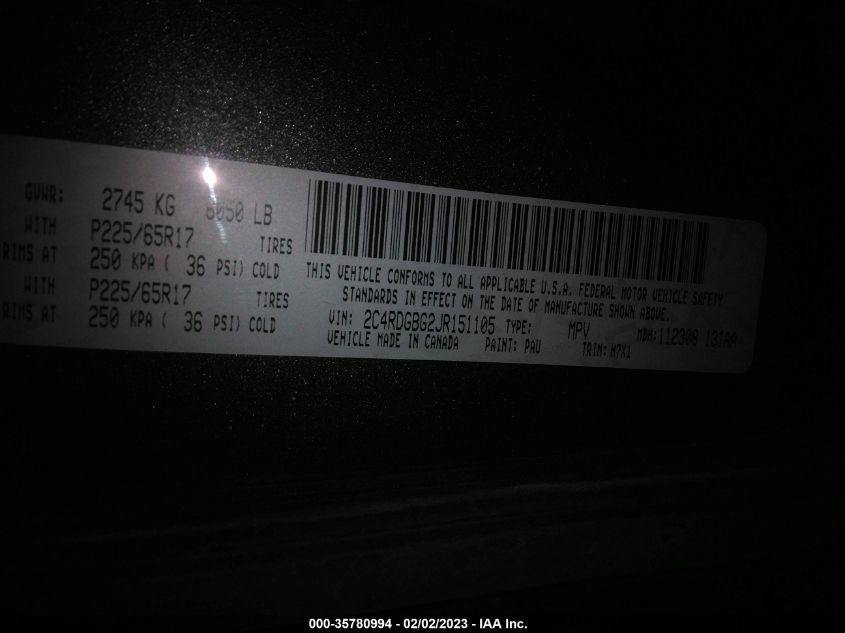 GVWR: 2745 KG 6050 LB
WITH P225/65R17 TIRES
RIMS AT 250 KPA ( 36 PSI) COLD
WITH P225/65R17 TIRES
RIMS AT 250 KPA ( 36 PSI) COLD
THIS VEHICLE CONFORMS TO ALL APPLICABLE U.S.A. FEDERAL MOTOR VEHICLE SAFETY
STANDARDS IN EFFECT ON THE DATE OF MANUFACTURE SHOWN ABOVE.
VIN: 2C4RDGBG2JR151105 TYPE: MPV MDH: 112308 131AA
VEHICLE MADE IN CANADA PAINT: PAU TRIM: H7X1
000-35780994 - 02/02/2023 - IAA Inc.